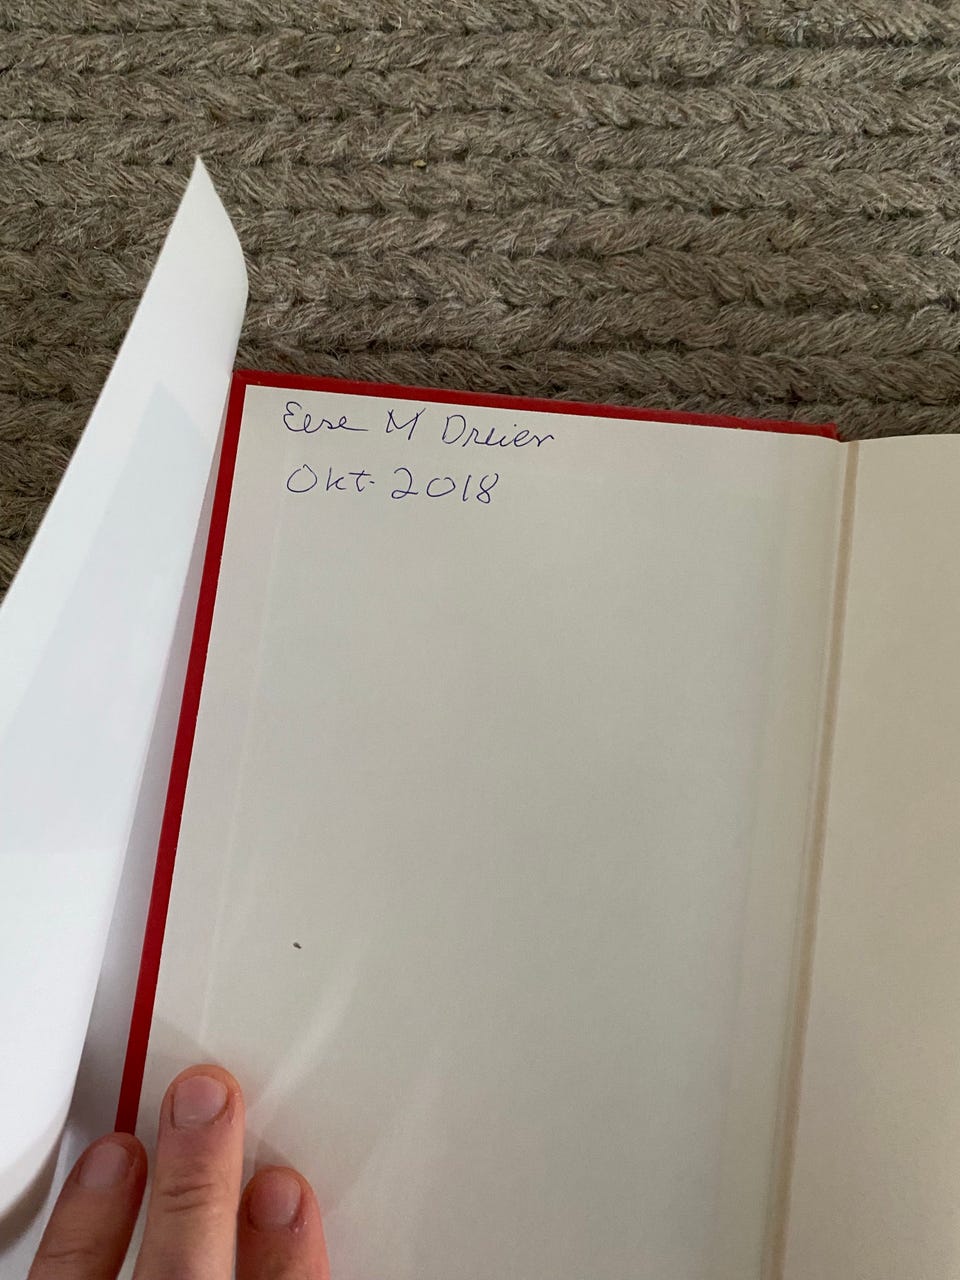 Else M Dreier
Okt. 2018